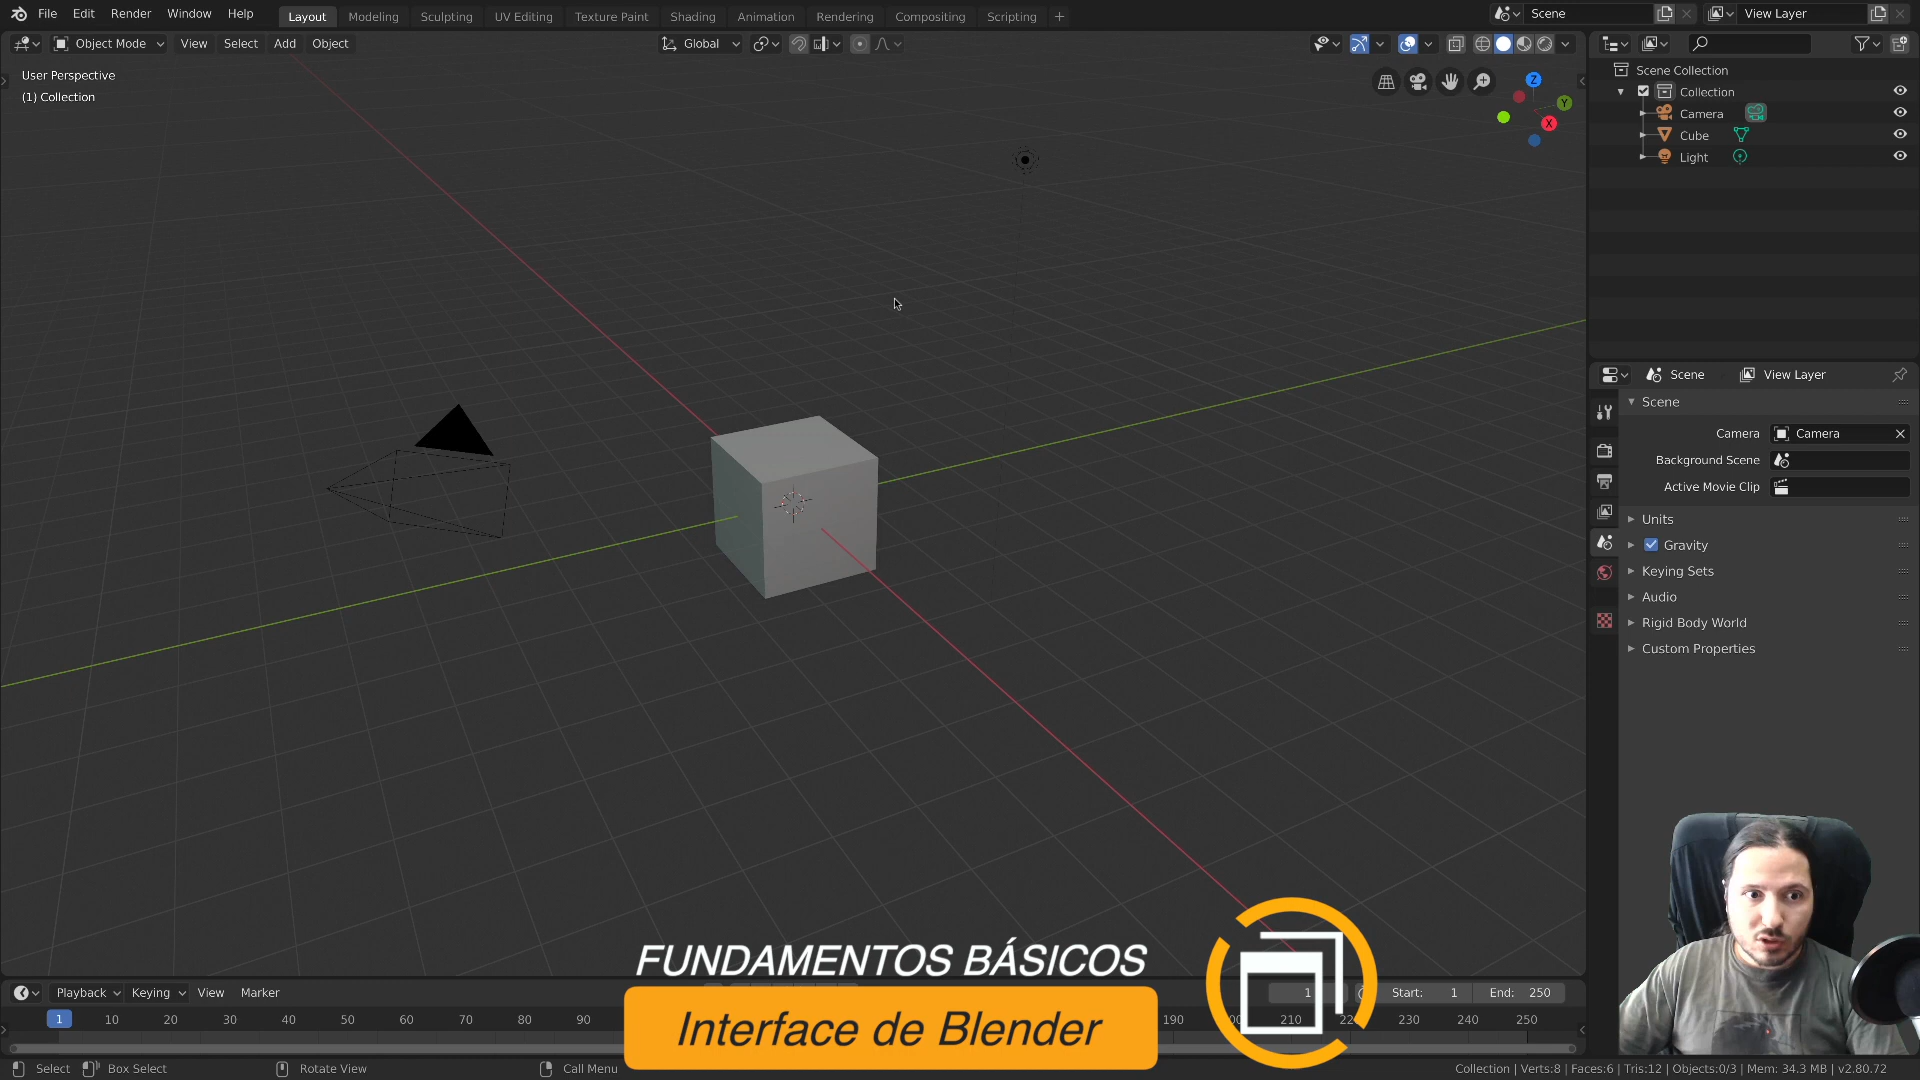 File Edit Render Window Help Layout Modeling Sculpting UV Editing Texture Paint Shading Animation Rendering Compositing Scripting + Scene View Layer
Object Mode View Select Add Object Global
User Perspective
(1) Collection
Z
Y
X
Scene Collection
Collection
Camera
Cube
Light
Scene View Layer
Scene
Camera Camera
Background Scene
Active Movie Clip
Units
Gravity
Keying Sets
Audio
Rigid Body World
Custom Properties
FUNDAMENTOS BÁSICOS
Interface de Blender
Playback Keying View Marker 1 Start: 1 End: 250
1 10 20 30 40 50 60 70 80 90 190 210 220 230 240 250
Select Box Select Rotate View Call Menu Collection | Verts:8 | Faces:6 | Tris:12 | Objects:0/3 | Mem: 34.3 MB | v2.80.72